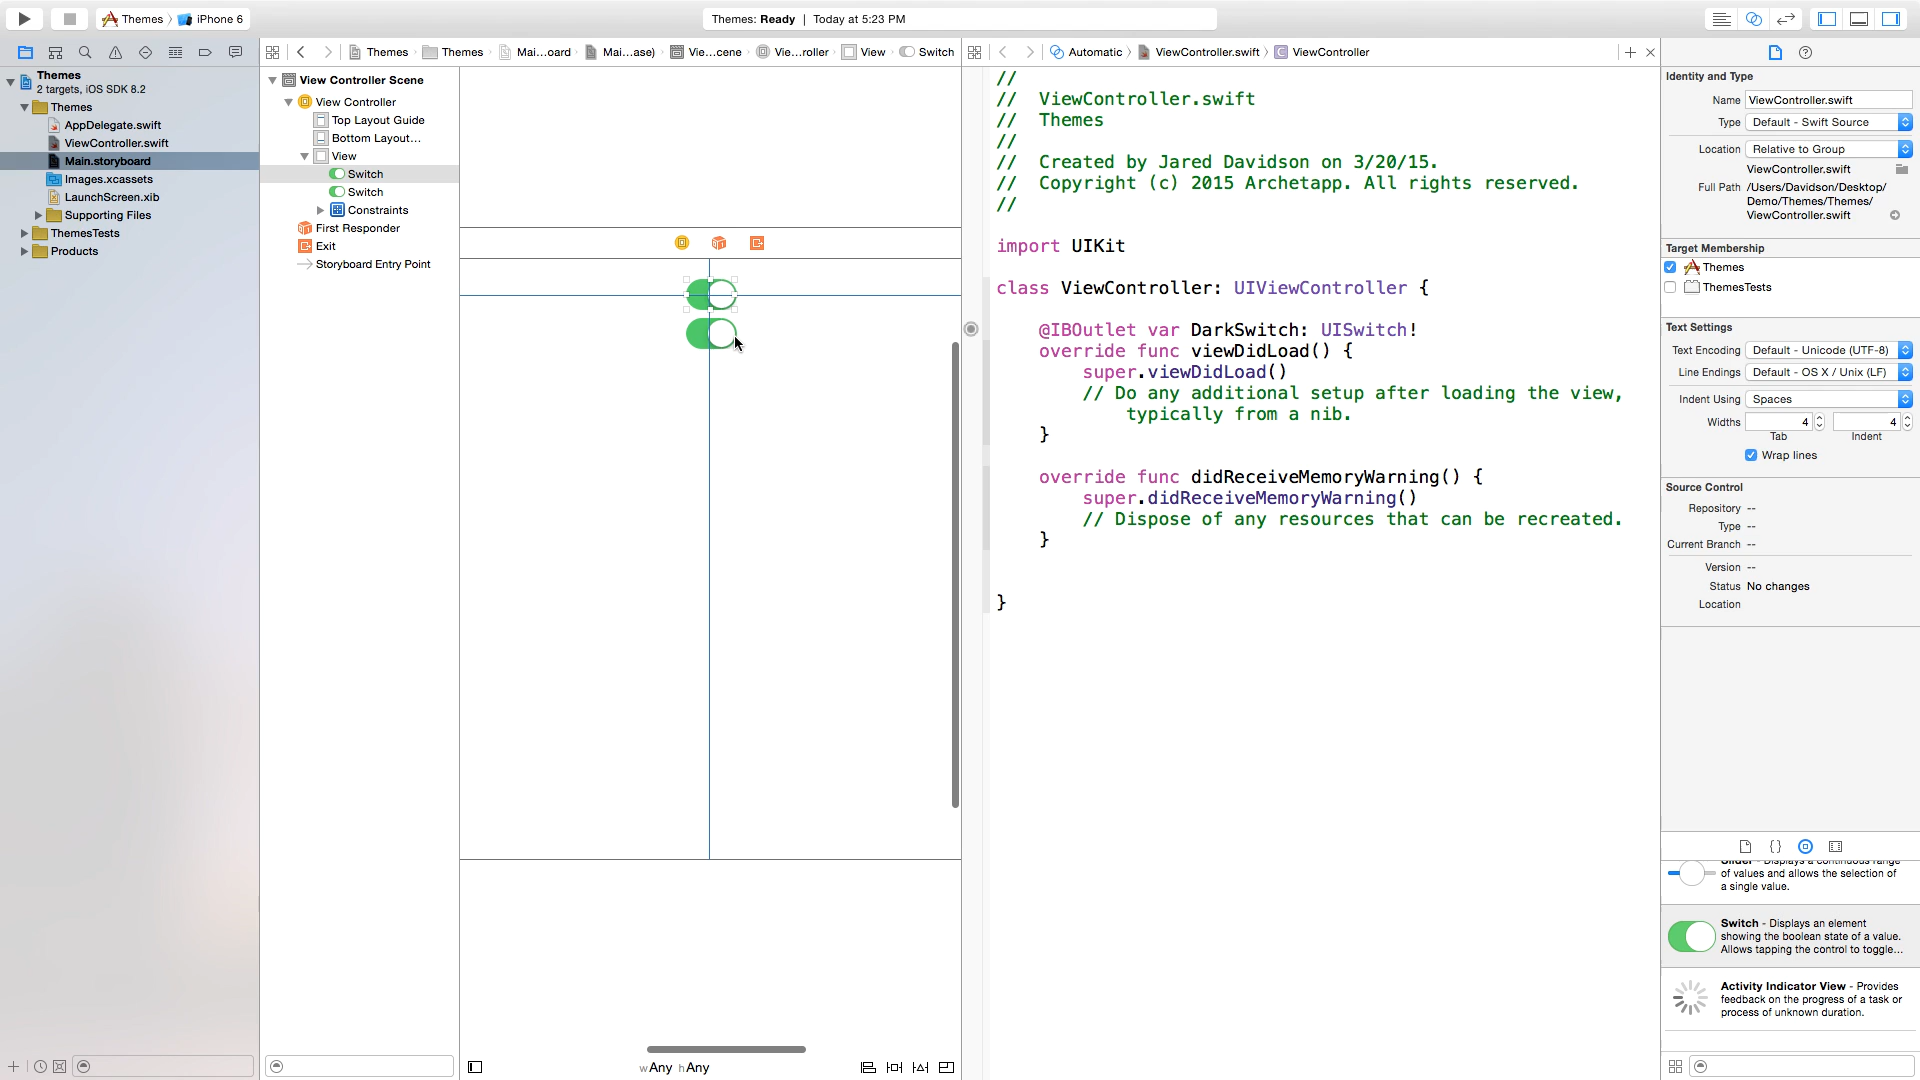 Themes
iPhone 6
Themes: Ready | Today at 5:23 PM
Themes
Themes
Mai...oard
Mai...ase)
Vie...cene
Vie...roller
View
Switch
Automatic
ViewController.swift
ViewController
Themes
2 targets, iOS SDK 8.2
Themes
AppDelegate.swift
ViewController.swift
Main.storyboard
Images.xcassets
LaunchScreen.xib
Supporting Files
ThemesTests
Products
View Controller Scene
View Controller
Top Layout Guide
Bottom Layout...
View
Switch
Switch
Constraints
First Responder
Exit
Storyboard Entry Point
wAny hAny
//
// ViewController.swift
// Themes
//
// Created by Jared Davidson on 3/20/15.
// Copyright (c) 2015 Archetapp. All rights reserved.
//
import UIKit
class ViewController: UIViewController {
@IBOutlet var DarkSwitch: UISwitch!
override func viewDidLoad() {
super.viewDidLoad()
// Do any additional setup after loading the view,
typically from a nib.
}
override func didReceiveMemoryWarning() {
super.didReceiveMemoryWarning()
// Dispose of any resources that can be recreated.
}
}
Identity and Type
Name ViewController.swift
Type Default - Swift Source
Location Relative to Group
ViewController.swift
Full Path /Users/Davidson/Desktop/
Demo/Themes/Themes/
ViewController.swift
Target Membership
Themes
ThemesTests
Text Settings
Text Encoding Default - Unicode (UTF-8)
Line Endings Default - OS X / Unix (LF)
Indent Using Spaces
Widths 4 4
Tab Indent
Wrap lines
Source Control
Repository --
Type --
Current Branch --
Version --
Status No changes
Location
Slider - Displays a continuous range
of values and allows the selection of
a single value.
Switch - Displays an element
showing the boolean state of a value.
Allows tapping the control to toggle...
Activity Indicator View - Provides
feedback on the progress of a task or
process of unknown duration.